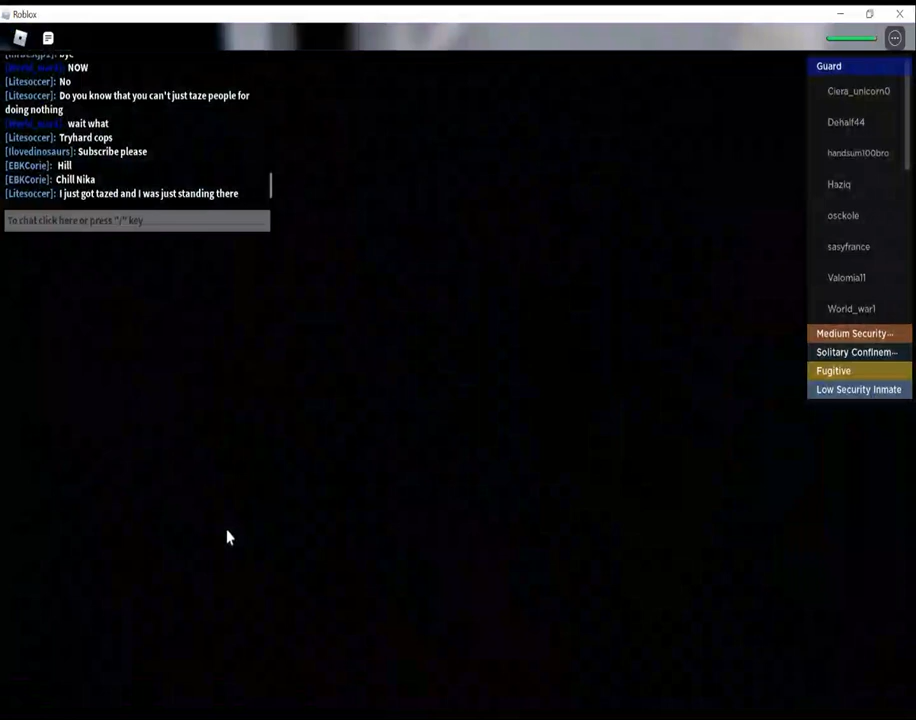 Roblox
bye
NOW
[Litesoccer]: No
[Litesoccer]: Do you know that you can't just taze people for
doing nothing
wait what
[Litesoccer]: Tryhard cops
[Ilovedinosaurs]: Subscribe please
[EBKCorie]: Hill
[EBKCorie]: Chill Nika
[Litesoccer]: I just got tazed and I was just standing there
To chat click here or press "/" key
Guard
Ciera_unicorn0
Dehalf44
handsum100bro
Haziq
osckole
sasyfrance
Valomia11
World_war1
Medium Security...
Solitary Confinem...
Fugitive
Low Security Inmate